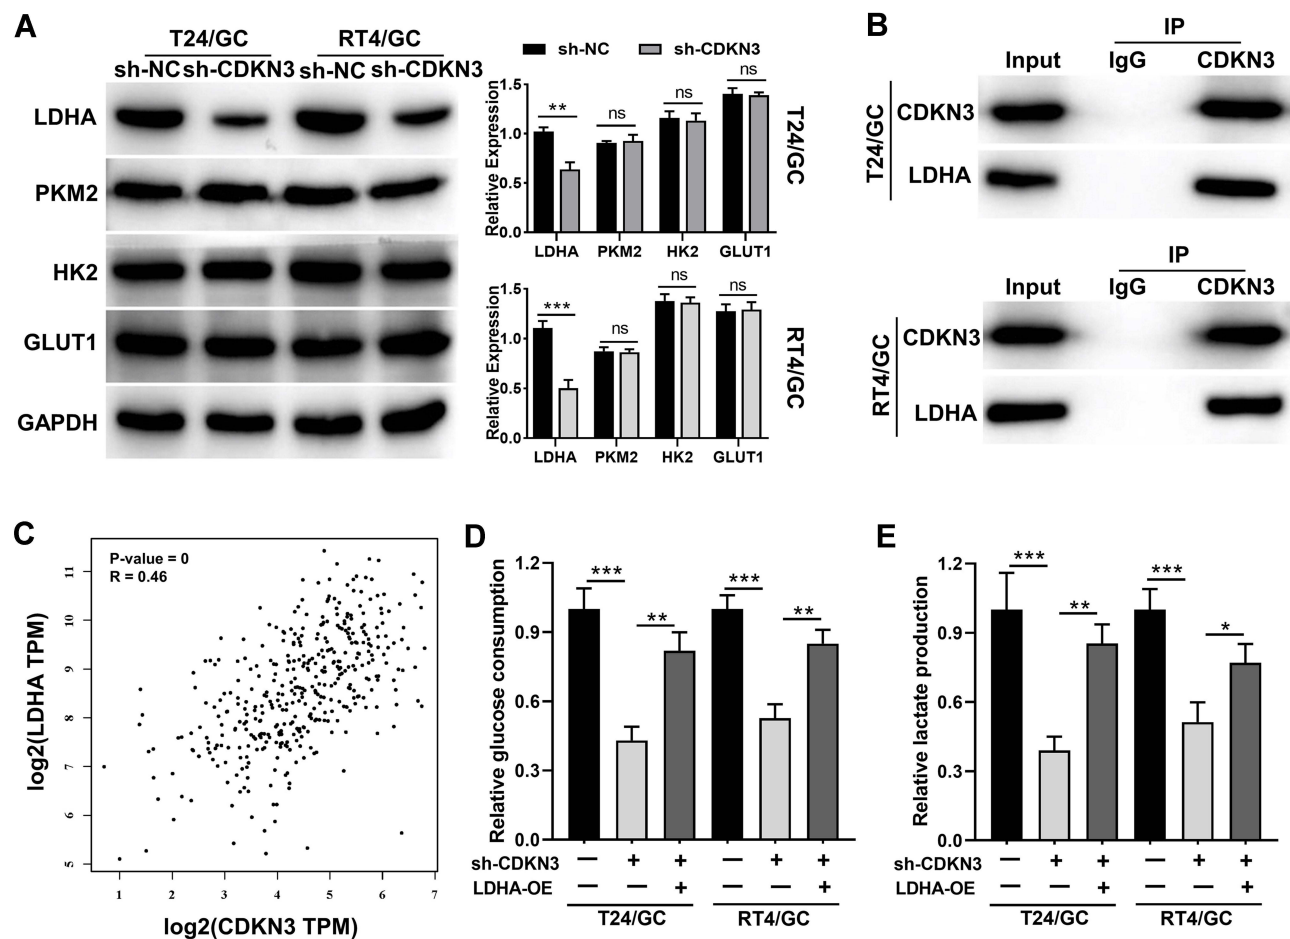 A
T24/GC RT4/GC
sh-NC sh-CDKN3 sh-NC sh-CDKN3
LDHA
PKM2
HK2
GLUT1
GAPDH
sh-NC sh-CDKN3
Relative Expression
1.5
1.0
0.5
0.0
** ns ns ns
LDHA PKM2 HK2 GLUT1
T24/GC
Relative Expression
1.5
1.0
0.5
0.0
*** ns ns ns
LDHA PKM2 HK2 GLUT1
RT4/GC
B
IP
Input IgG CDKN3
T24/GC
CDKN3
LDHA
IP
Input IgG CDKN3
RT4/GC
CDKN3
LDHA
C
P-value = 0
R = 0.46
log2(LDHA TPM)
11
10
9
8
7
6
5
1 2 3 4 5 6 7
log2(CDKN3 TPM)
D
Relative glucose consumption
1.2
0.9
0.6
0.3
0.0
*** ** *** **
sh-CDKN3 — + + — + +
LDHA-OE — — + — — +
T24/GC RT4/GC
E
Relative lactate production
1.2
0.9
0.6
0.3
0.0
*** ** *** *
sh-CDKN3 — + + — + +
LDHA-OE — — + — — +
T24/GC RT4/GC